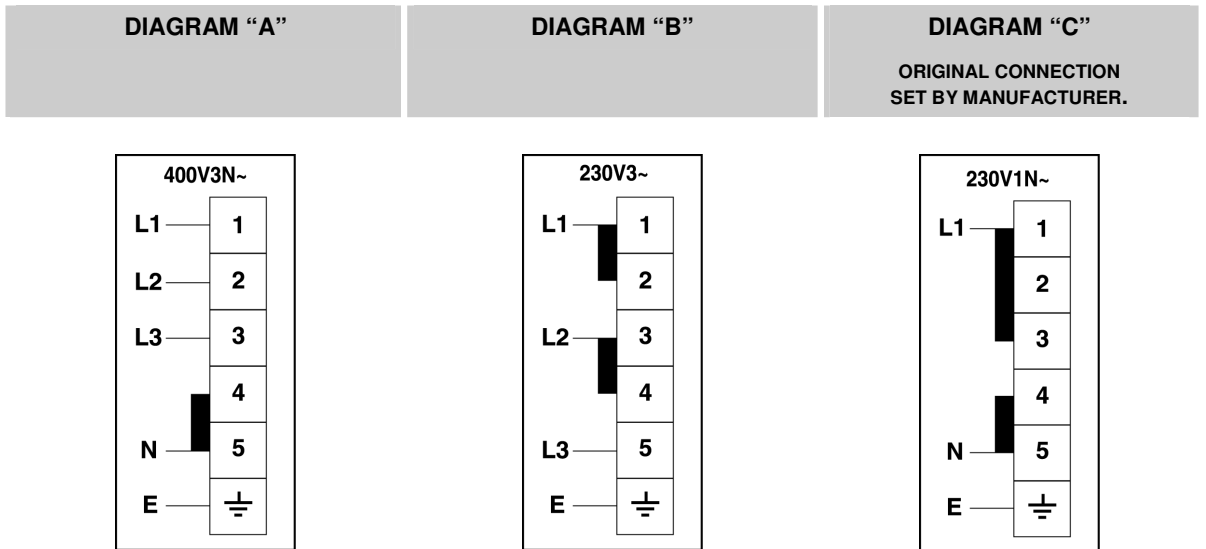 DIAGRAM “A”
DIAGRAM “B”
DIAGRAM “C”
ORIGINAL CONNECTION
SET BY MANUFACTURER.
400V3N~
L1 1
L2 2
L3 3
4
N 5
E
230V3~
L1 1
2
L2 3
4
L3 5
E
230V1N~
L1 1
2
3
4
N 5
E